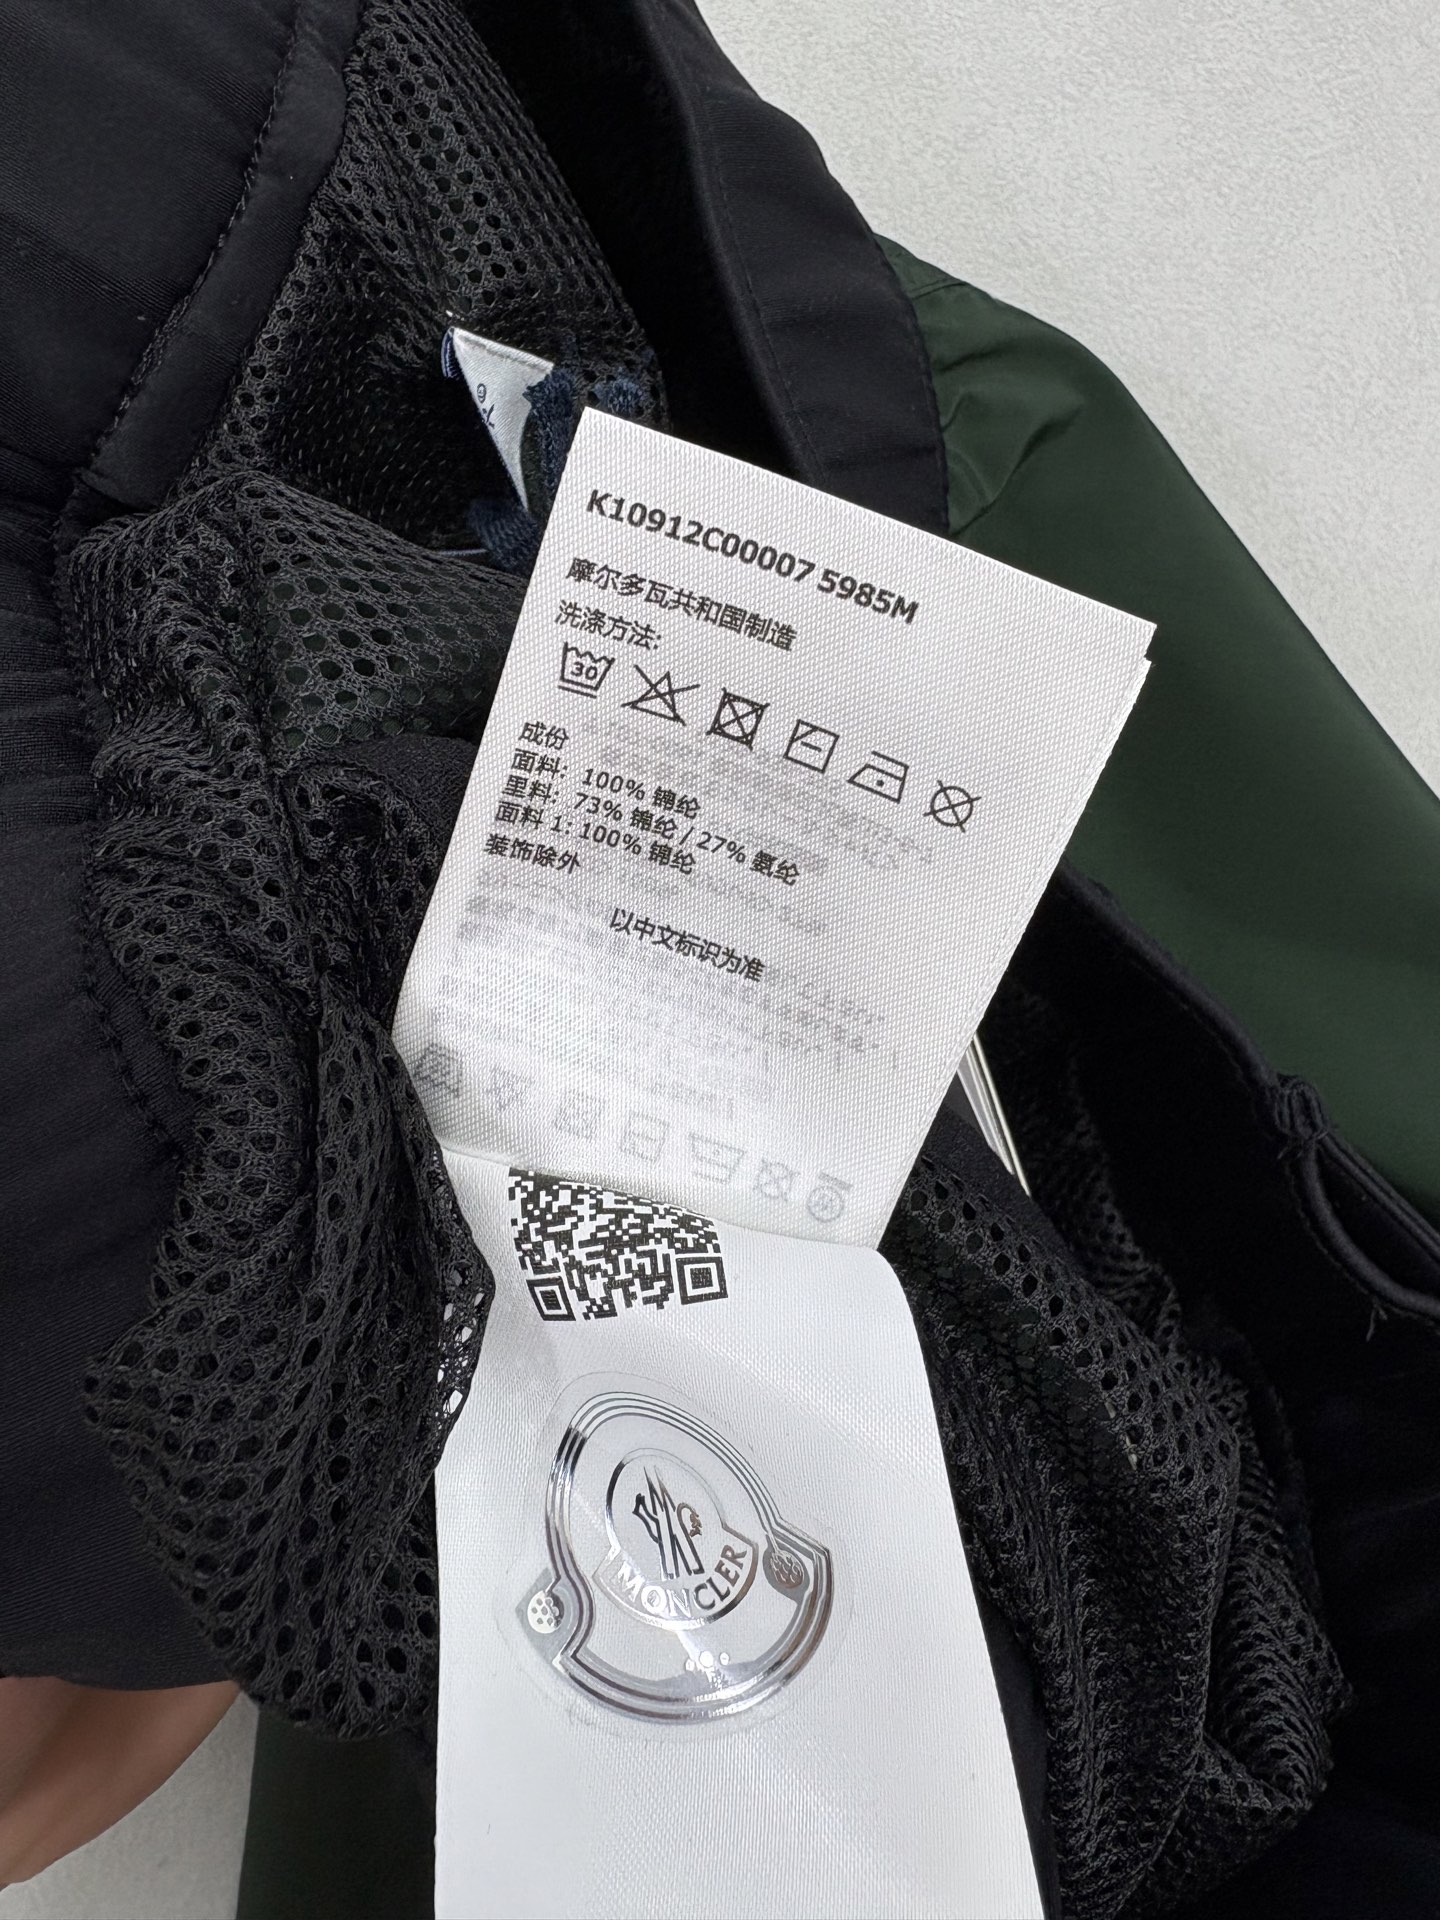 K10912C00007 5985M
摩尔多瓦共和国制造
洗涤方法:
30
成份
面料: 100% 锦纶
里料: 73% 锦纶 / 27% 氨纶
面料 1: 100% 锦纶
装饰除外
以中文标识为准
MONCLER